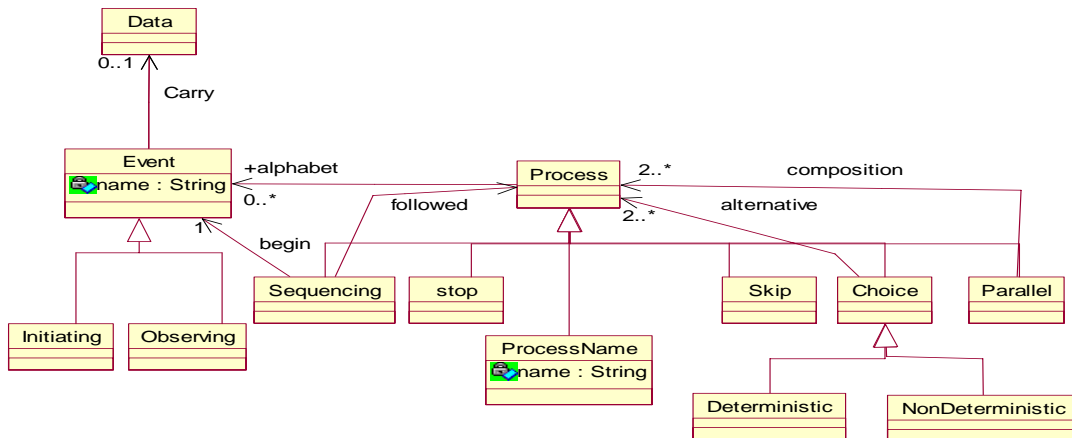 Data
0..1
Carry
Event
name : String
+alphabet
0..*
1
begin
followed
Process
2..*
composition
2..*
alternative
Sequencing
stop
Skip
Choice
Parallel
Initiating
Observing
ProcessName
name : String
Deterministic
NonDeterministic